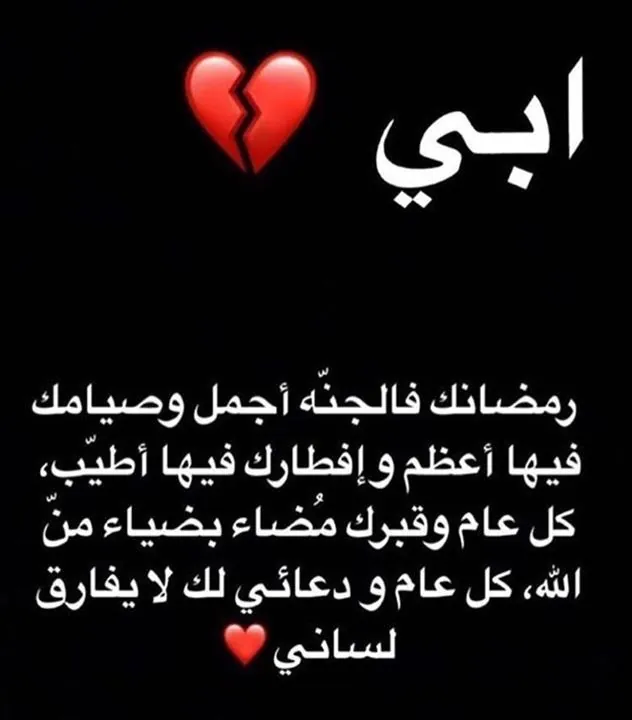 ابي 💔
رمضانك فالجنّه أجمل وصيامك
فيها أعظم وإفطارك فيها أطيّب،
كل عام وقبرك مُضاء بضياء منّ
الله، كل عام و دعائي لك لا يفارق
لساني ❤️